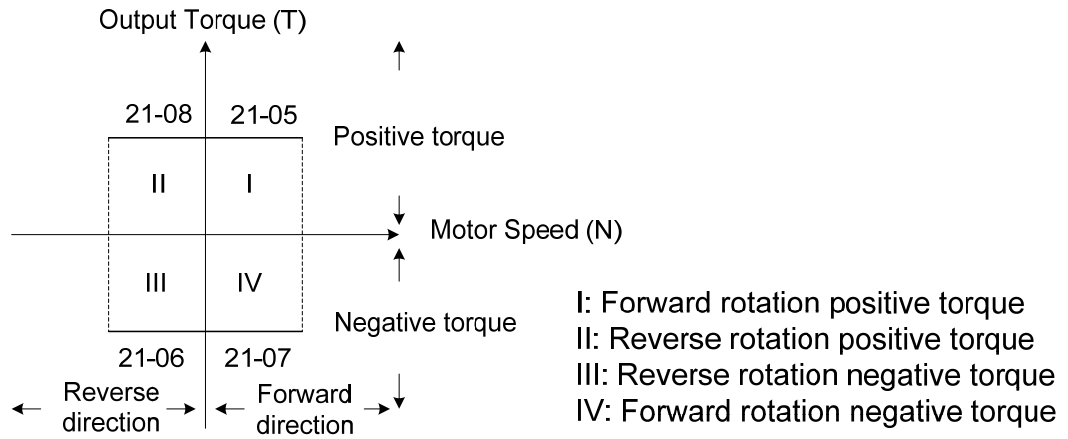 Output Torque (T)
21-08 21-05
Positive torque
II I
Motor Speed (N)
III IV
Negative torque
21-06 21-07
Reverse
direction
Forward
direction
I: Forward rotation positive torque
II: Reverse rotation positive torque
III: Reverse rotation negative torque
IV: Forward rotation negative torque